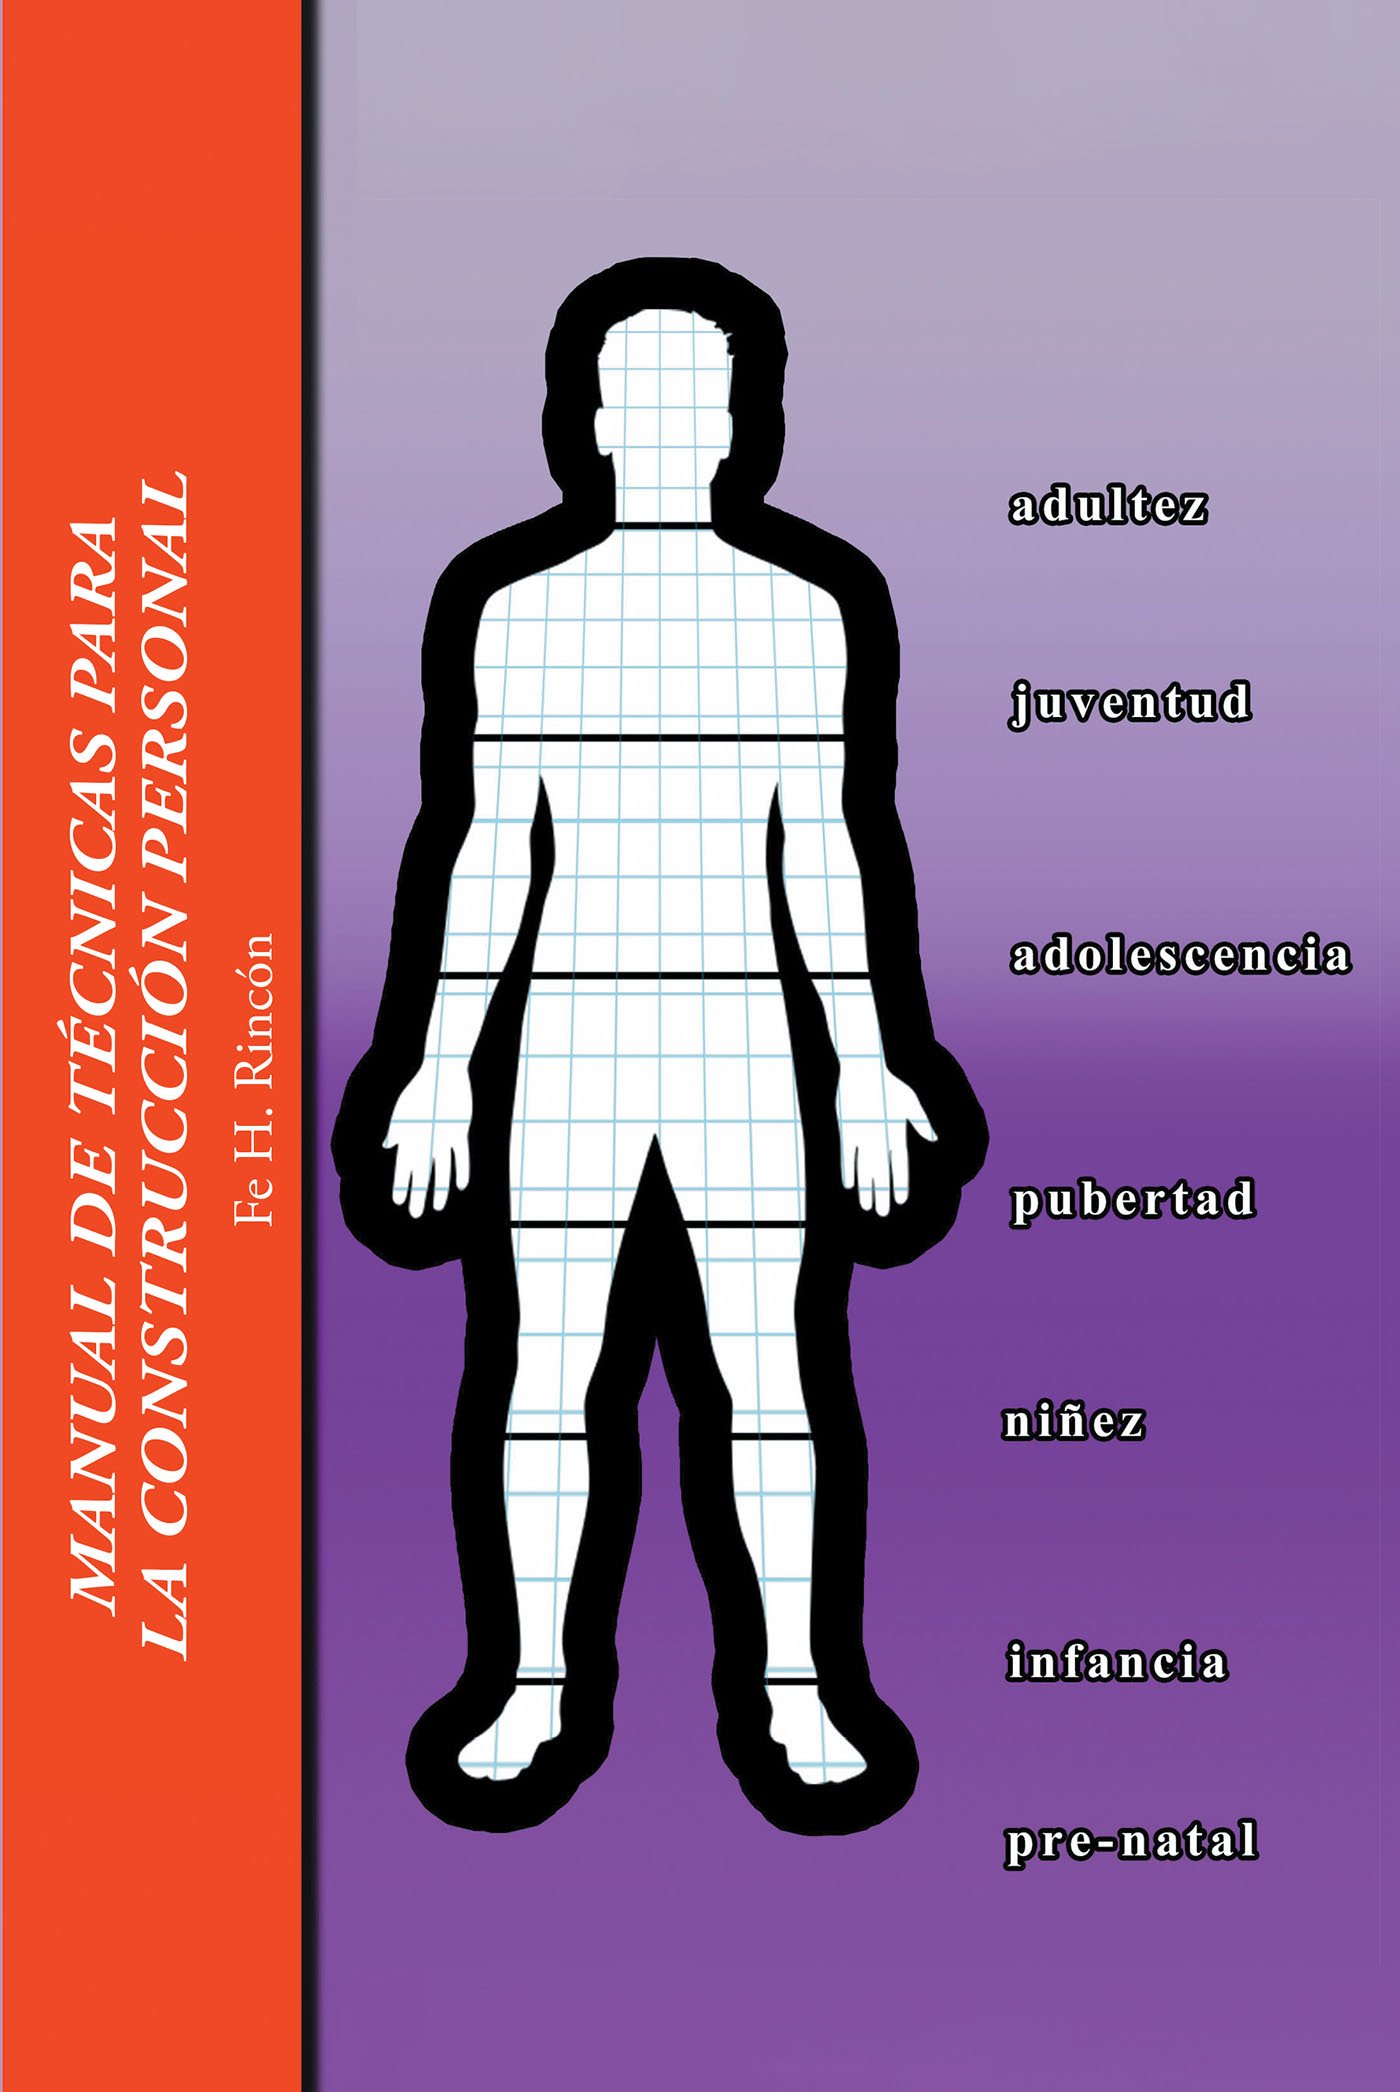 MANUAL DE TÉCNICAS PARA
LA CONSTRUCCIÓN PERSONAL
Fe H. Rincón
adultez
juventud
adolescencia
pubertad
niñez
infancia
pre-natal